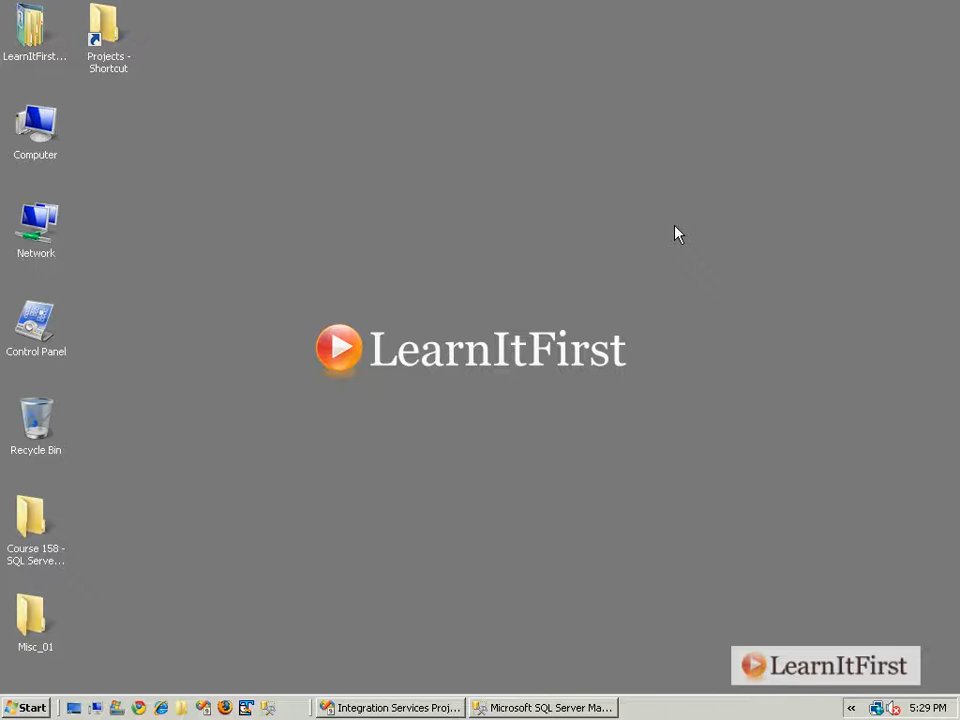 LearnItFirst...
Projects -
Shortcut
Computer
Network
Control Panel
Recycle Bin
Course 158 -
SQL Serve...
Misc_01
LearnItFirst
LearnItFirst
Start
Integration Services Proj...
Microsoft SQL Server Ma...
«
5:29 PM